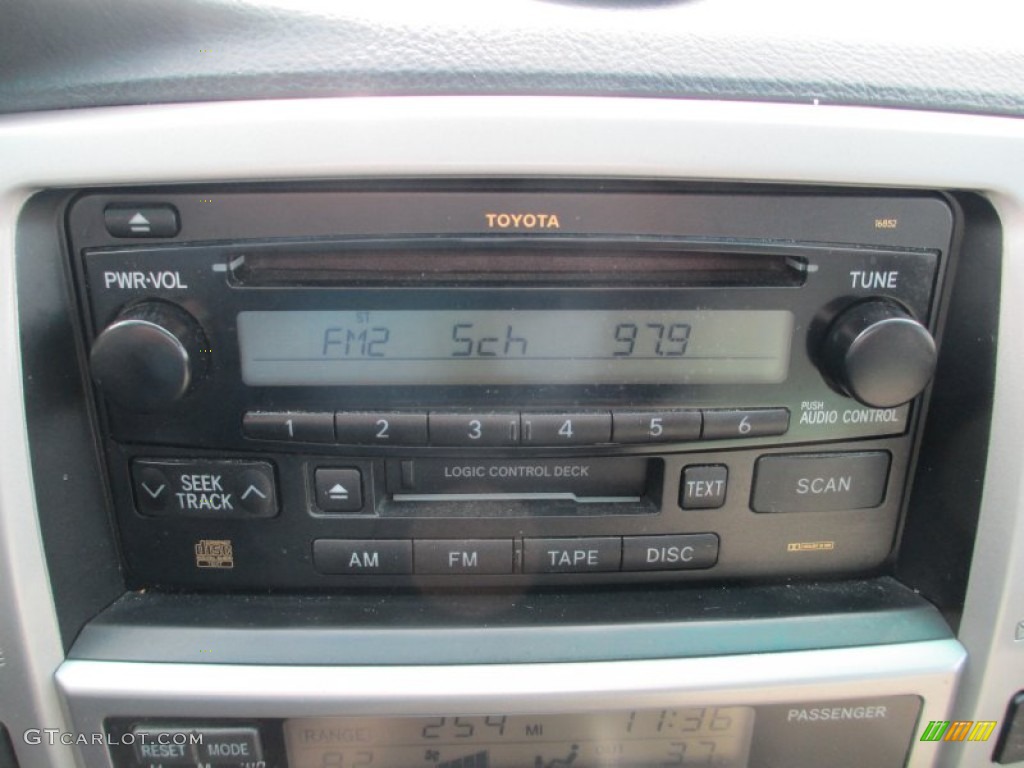 TOYOTA
16852
PWR·VOL
TUNE
ST
FM2 5ch 97.9
1 2 3 4 5 6
PUSH
AUDIO CONTROL
SEEK
TRACK
LOGIC CONTROL DECK
TEXT
SCAN
AM FM TAPE DISC
PASSENGER
254 MI 11:36
RESET MODE
(RANGE)
OUT
GTCARLOT.COM